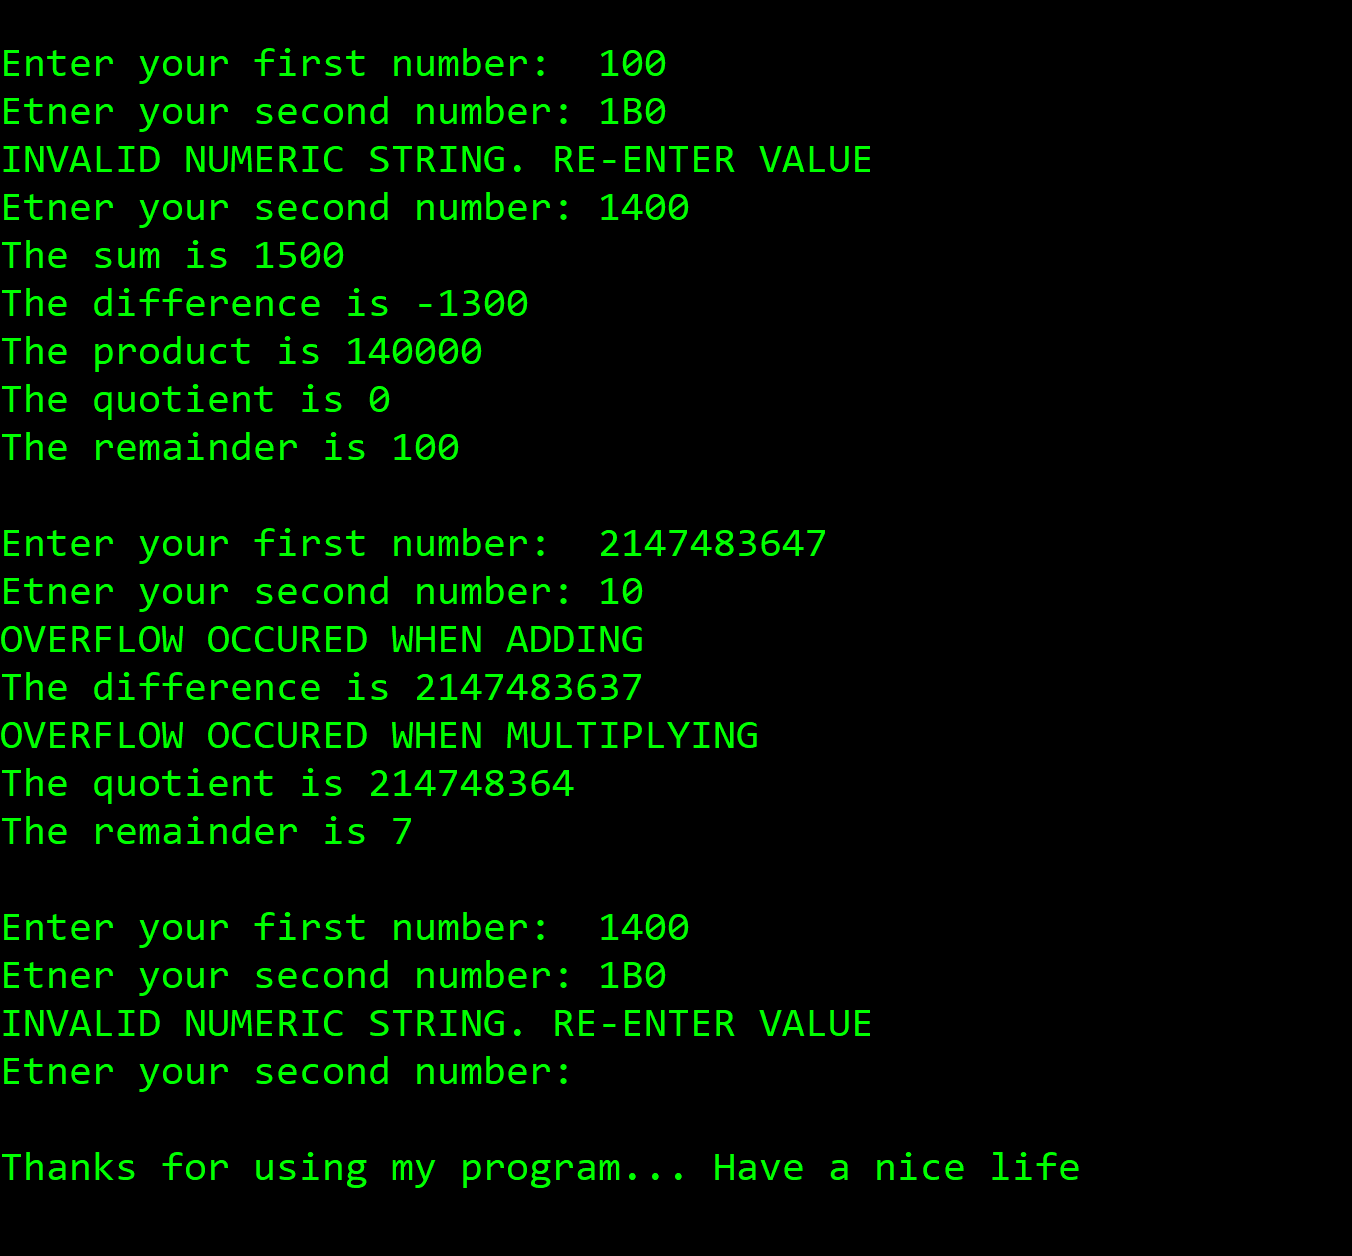 Enter your first number:  100
Etner your second number: 1B0
INVALID NUMERIC STRING. RE-ENTER VALUE
Etner your second number: 1400
The sum is 1500
The difference is -1300
The product is 140000
The quotient is 0
The remainder is 100
Enter your first number:  2147483647
Etner your second number: 10
OVERFLOW OCCURED WHEN ADDING
The difference is 2147483637
OVERFLOW OCCURED WHEN MULTIPLYING
The quotient is 214748364
The remainder is 7
Enter your first number:  1400
Etner your second number: 1B0
INVALID NUMERIC STRING. RE-ENTER VALUE
Etner your second number:
Thanks for using my program... Have a nice life